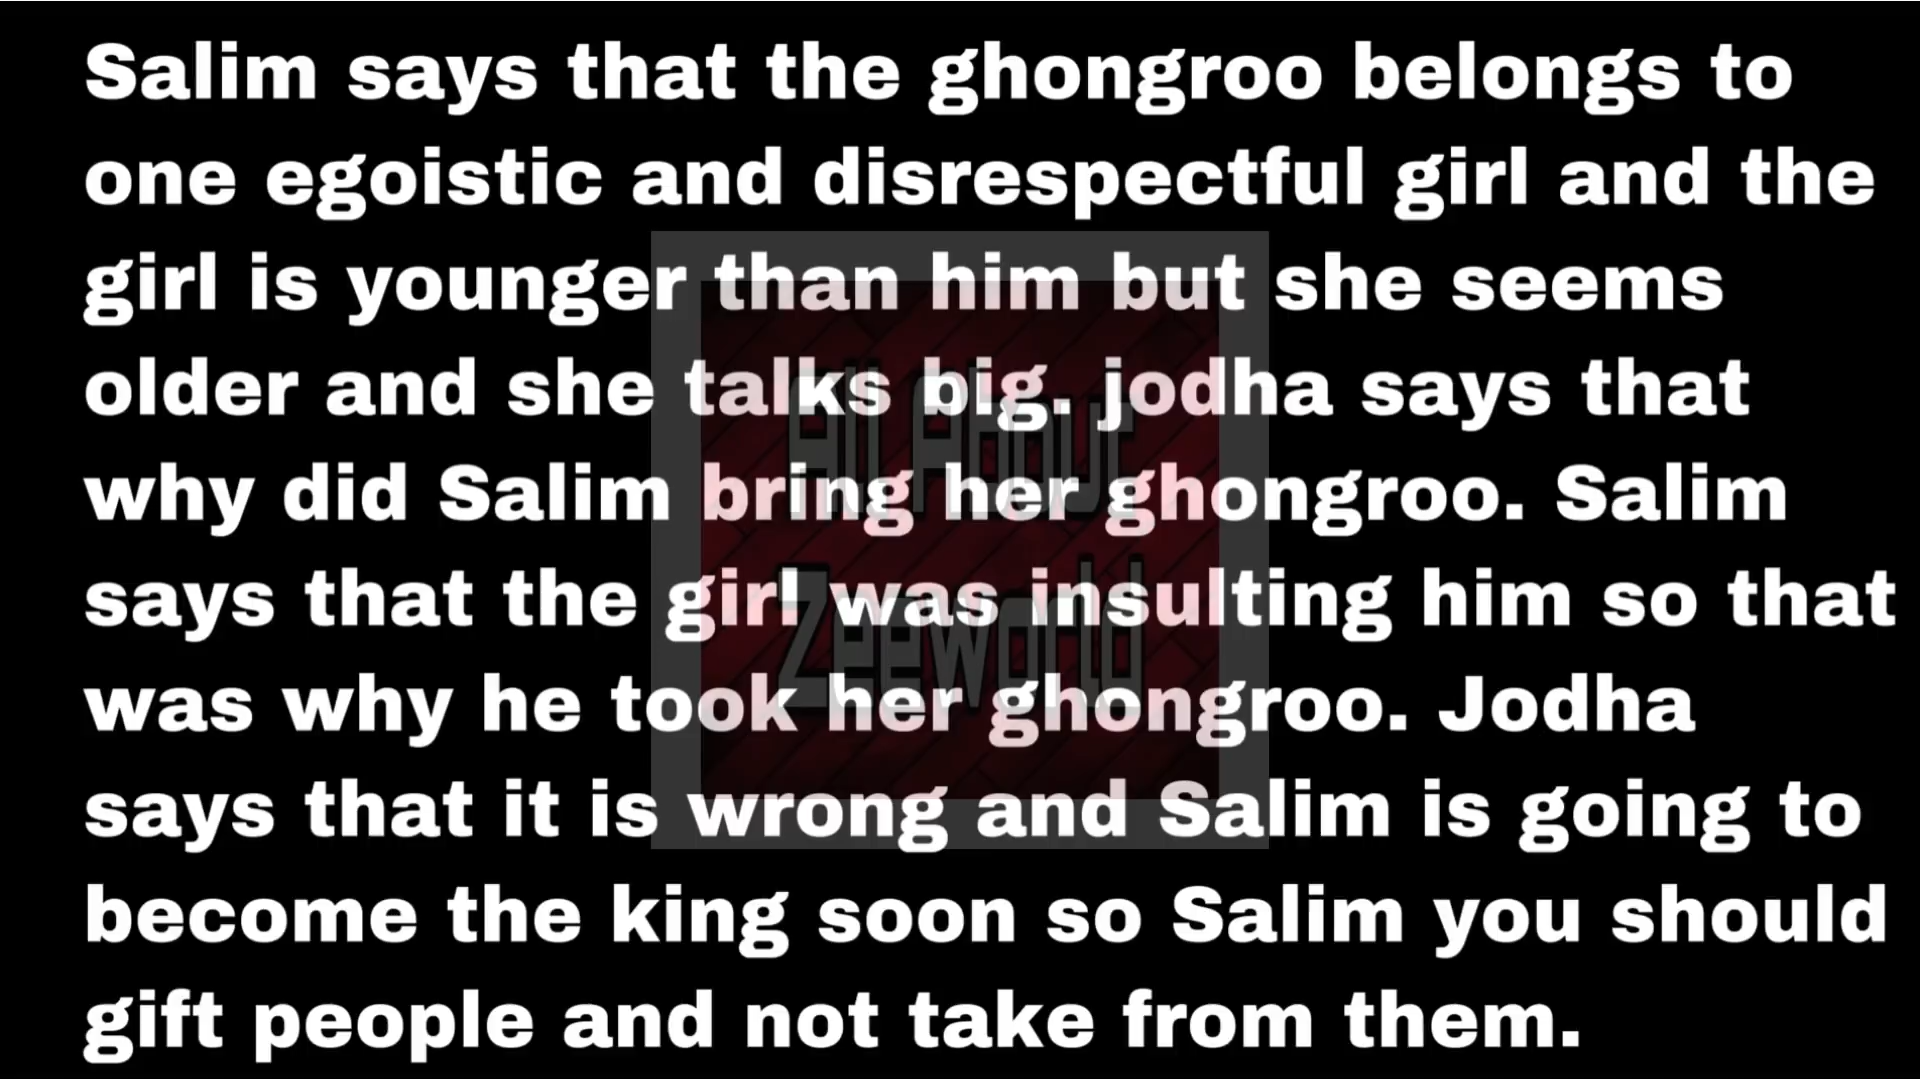 Salim says that the ghongroo belongs to
one egoistic and disrespectful girl and the
girl is younger than him but she seems
older and she talks big. jodha says that
why did Salim bring her ghongroo. Salim
says that the girl was insulting him so that
was why he took her ghongroo. Jodha
says that it is wrong and Salim is going to
become the king soon so Salim you should
gift people and not take from them.
All About
Zeeworld